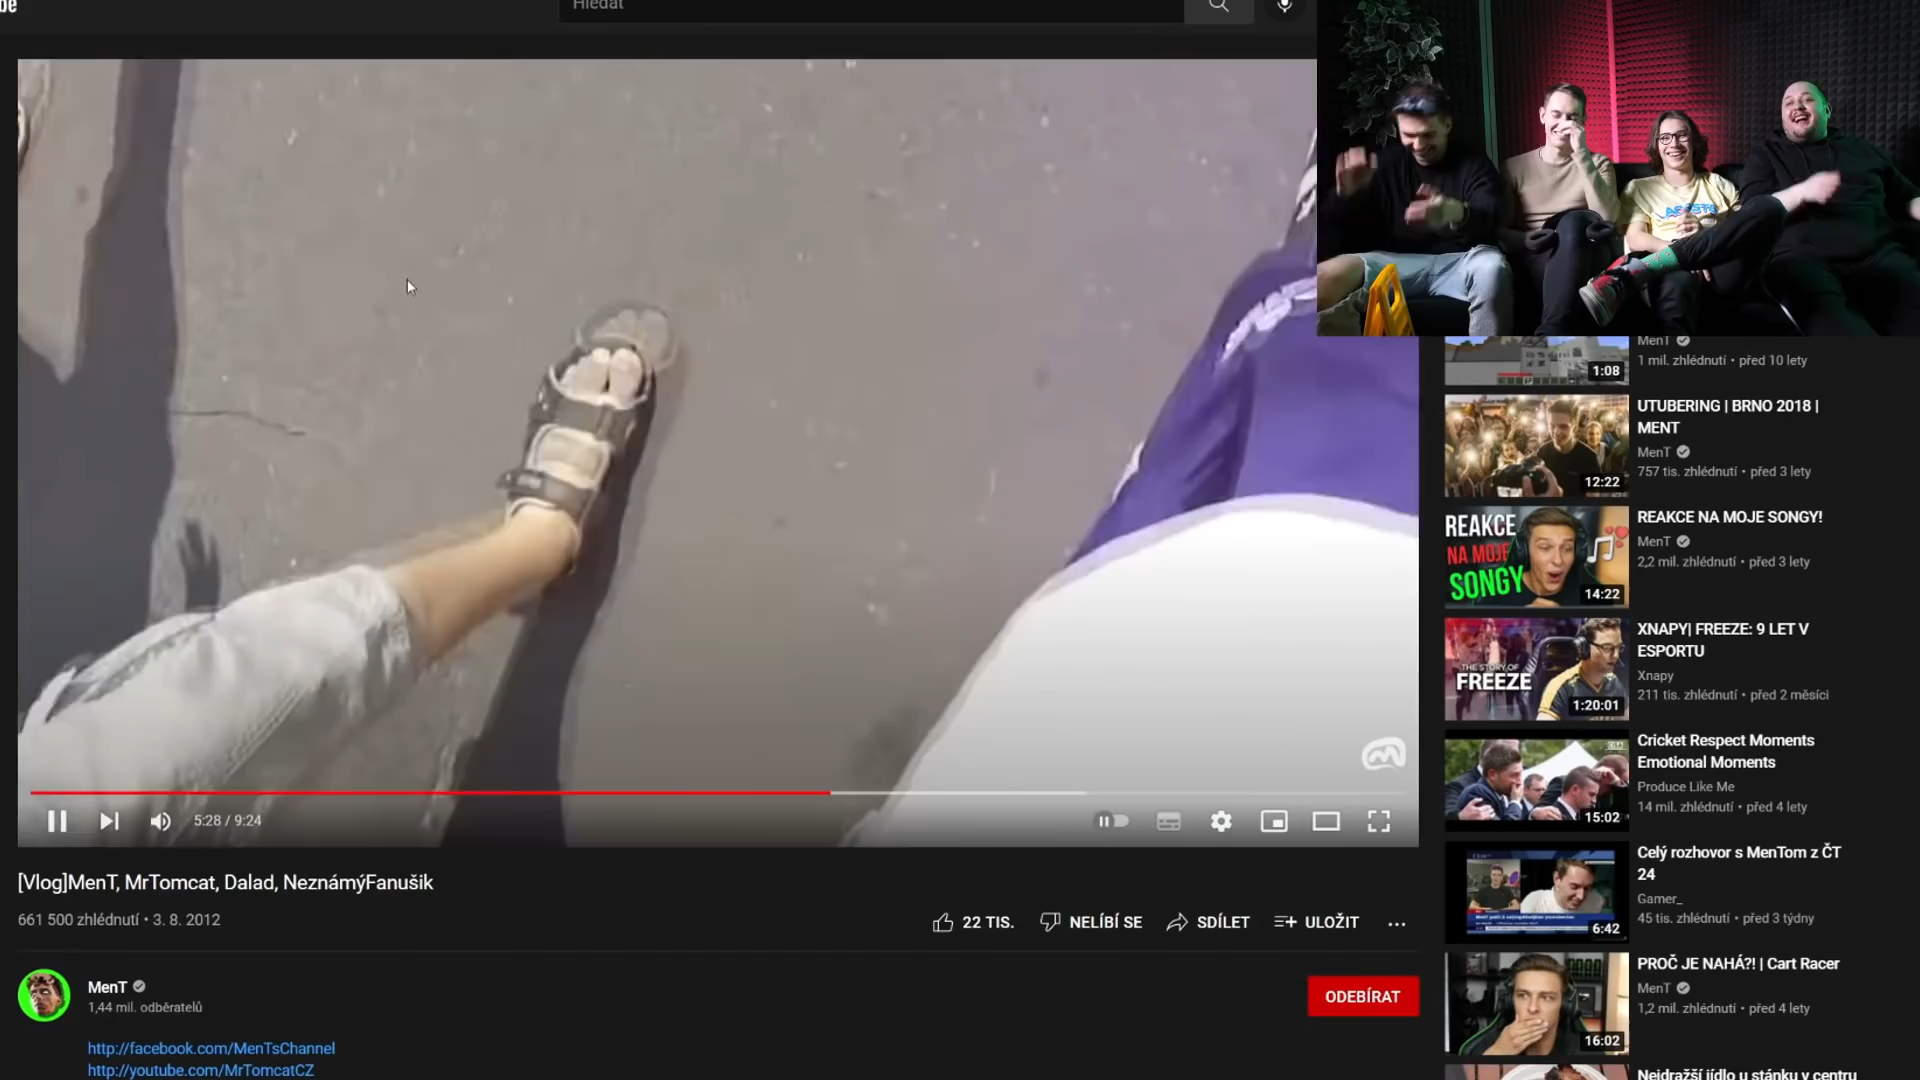 be
Hledat
5:28 / 9:24
[Vlog]MenT, MrTomcat, Dalad, NeznámýFanušik
661 500 zhlédnutí • 3. 8. 2012
22 TIS.
NELÍBÍ SE
SDÍLET
ULOŽIT
MenT
1,44 mil. odběratelů
ODEBÍRAT
http://facebook.com/MenTsChannel
http://youtube.com/MrTomcatCZ
MenT
1 mil. zhlédnutí • před 10 lety
1:08
UTUBERING | BRNO 2018 |
MENT
MenT
757 tis. zhlédnutí • před 3 lety
12:22
REAKCE
NA MOJE
SONGY
14:22
REAKCE NA MOJE SONGY!
MenT
2,2 mil. zhlédnutí • před 3 lety
THE STORY OF
FREEZE
1:20:01
XNAPY| FREEZE: 9 LET V
ESPORTU
Xnapy
211 tis. zhlédnutí • před 2 měsíci
Cricket Respect Moments
Emotional Moments
Produce Like Me
14 mil. zhlédnutí • před 4 lety
15:02
Celý rozhovor s MenTom z ČT
24
Gamer_
45 tis. zhlédnutí • před 3 týdny
6:42
PROČ JE NAHÁ?! | Cart Racer
MenT
1,2 mil. zhlédnutí • před 4 lety
16:02
Nejdražší jídlo u stánku v centru